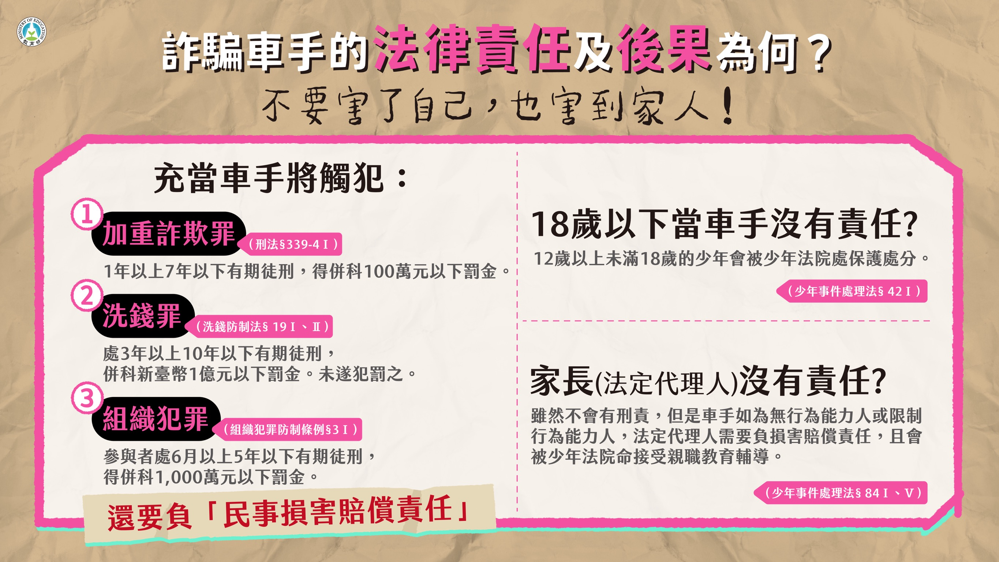 MINISTRY OF EDUCATION
教育部
詐騙車手的法律責任及後果為何?
不要害了自己,也害到家人!
充當車手將觸犯:
1
加重詐欺罪
(刑法§339-4Ⅰ)
1年以上7年以下有期徒刑,得併科100萬元以下罰金。
2
洗錢罪
(洗錢防制法§ 19Ⅰ、Ⅱ)
處3年以上10年以下有期徒刑,
併科新臺幣1億元以下罰金。未遂犯罰之。
3
組織犯罪
(組織犯罪防制條例§3Ⅰ)
參與者處6月以上5年以下有期徒刑,
得併科1,000萬元以下罰金。
還要負「民事損害賠償責任」
18歲以下當車手沒有責任?
12歲以上未滿18歲的少年會被少年法院處保護處分。
(少年事件處理法§ 42Ⅰ)
家長(法定代理人)沒有責任?
雖然不會有刑責,但是車手如為無行為能力人或限制
行為能力人,法定代理人需要負損害賠償責任,且會
被少年法院命接受親職教育輔導。
(少年事件處理法§ 84Ⅰ、Ⅴ)